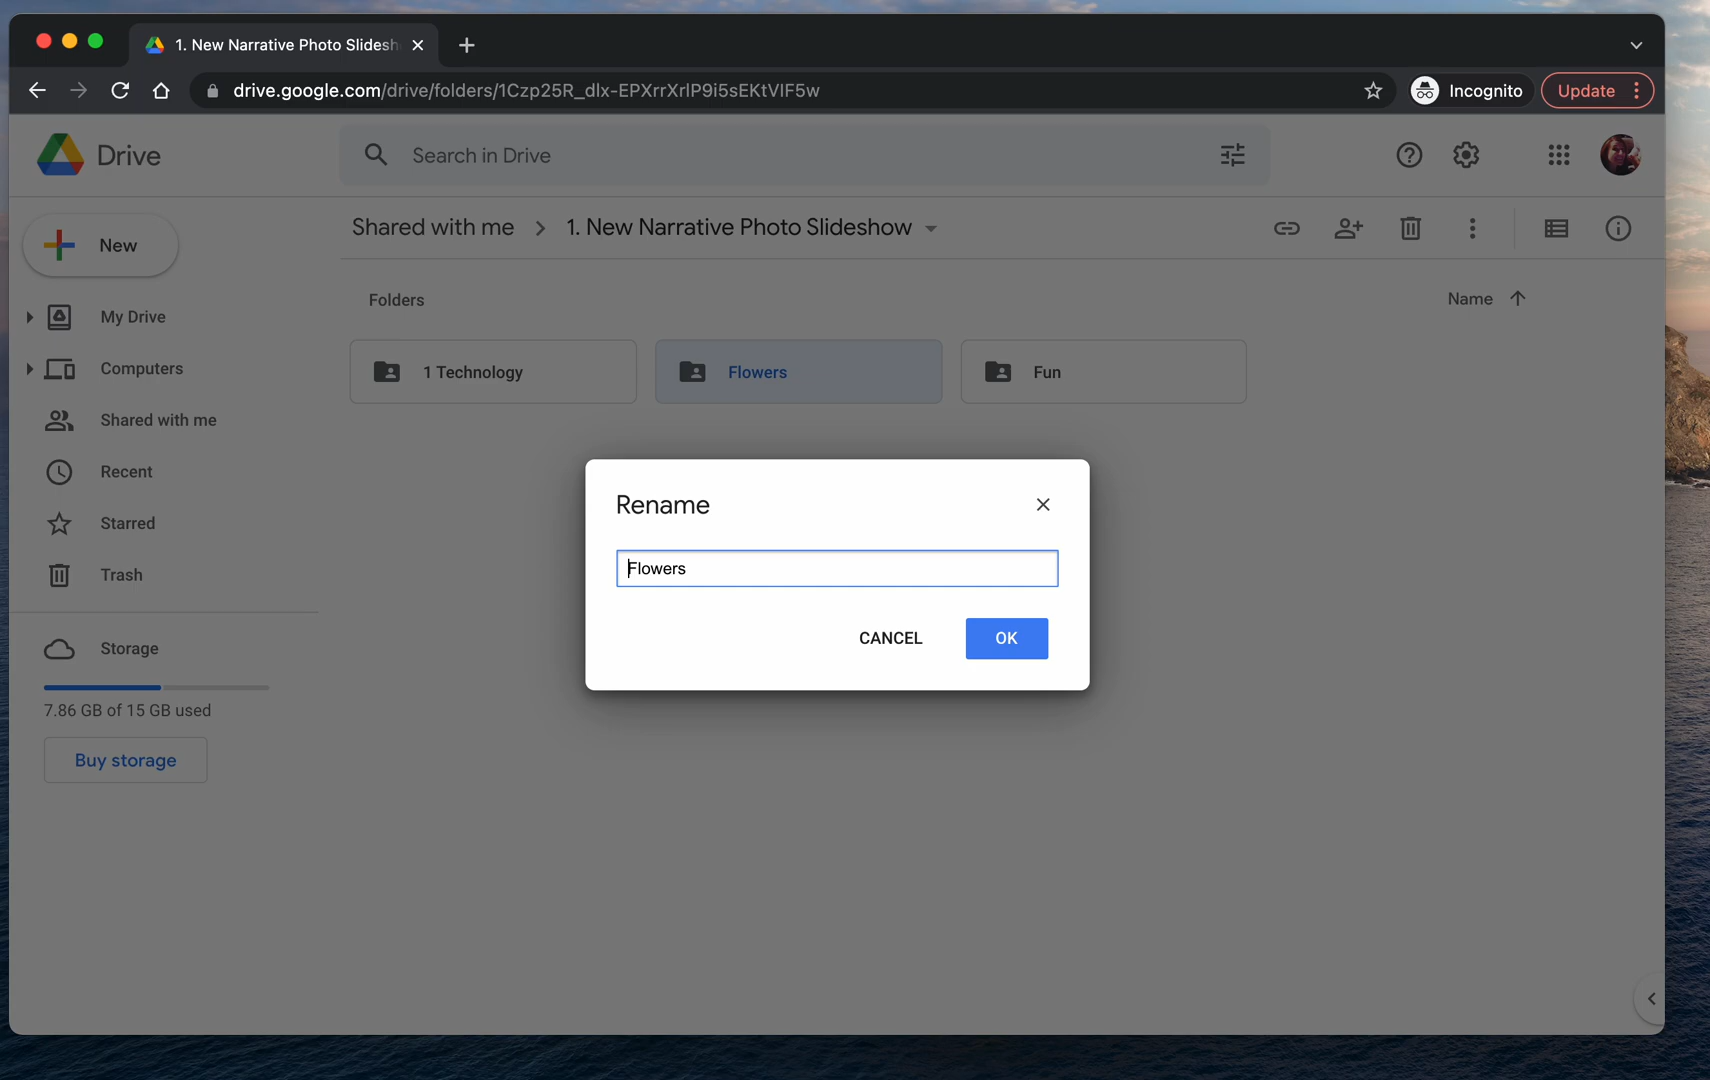 1. New Narrative Photo Slidesh
drive.google.com/drive/folders/1Czp25R_dIx-EPXrrXrIP9i5sEKtVIF5w
Incognito
Update
Drive
Search in Drive
New
Shared with me > 1. New Narrative Photo Slideshow
My Drive
Computers
Shared with me
Recent
Starred
Trash
Storage
7.86 GB of 15 GB used
Buy storage
Folders
Name
1 Technology
Flowers
Fun
Rename
Flowers
CANCEL
OK